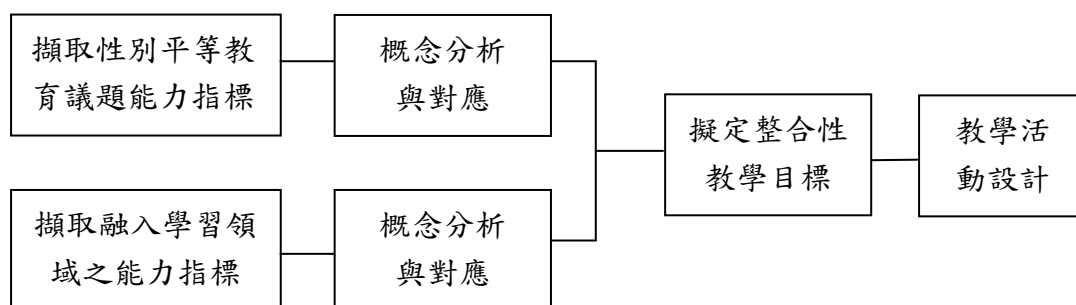 擷取性別平等教
育議題能力指標
概念分析
與對應
擷取融入學習領
域之能力指標
概念分析
與對應
擬定整合性
教學目標
教學活
動設計